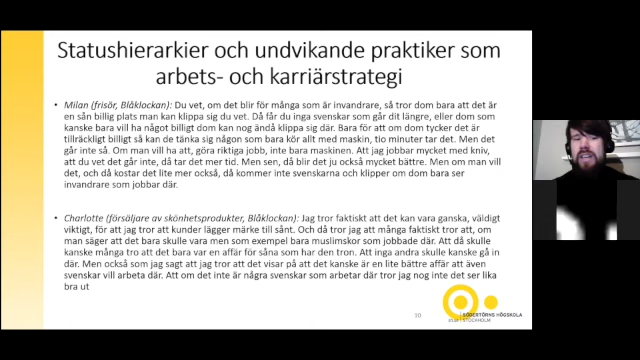 Statushierarkier och undvikande praktiker som
arbets- och karriärstrategi
• Milan (frisör, Blåklockan): Du vet, om det blir för många som är invandrare, så tror dom bara att det är
en sån billig plats man kan klippa sig du vet. Då får du inga svenskar som går dit längre, eller dom som
kanske bara vill ha något billigt dom kan nog ändå klippa sig där. Bara för att om dom tycker det är
tillräckligt billigt så kan de tänka sig någon som bara kör allt med maskin, tio minuter tar det. Men det
går inte så. Om man vill ha att, göra riktiga jobb, inte bara maskinen. Att jag jobbar mycket med kniv,
att du vet det går inte, då tar det mer tid. Men sen, då blir det ju också mycket bättre. Men om man vill
det, och då kostar det lite mer också, då kommer inte svenskarna och klipper om dom bara ser
invandrare som jobbar där.
• Charlotte (försäljare av skönhetsprodukter, Blåklockan): Jag tror faktiskt att det kan vara ganska, väldigt
viktigt, för att jag tror att kunder lägger märke till sånt. Och då tror jag att många faktiskt tror att, om
man säger att det bara skulle vara men som exempel bara muslimskor som jobbade där. Att då skulle
kanske många tro att det bara var en affär för såna som har den tron. Att inga andra skulle kanske gå in
där. Men också som jag sagt att jag tror att det visar på att det kanske är en lite bättre affär att även
svenskar vill arbeta där. Att om det inte är några svenskar som arbetar där tror jag nog inte det ser lika
bra ut
10
SÖDERTÖRNS HÖGSKOLA
STOCKHOLM